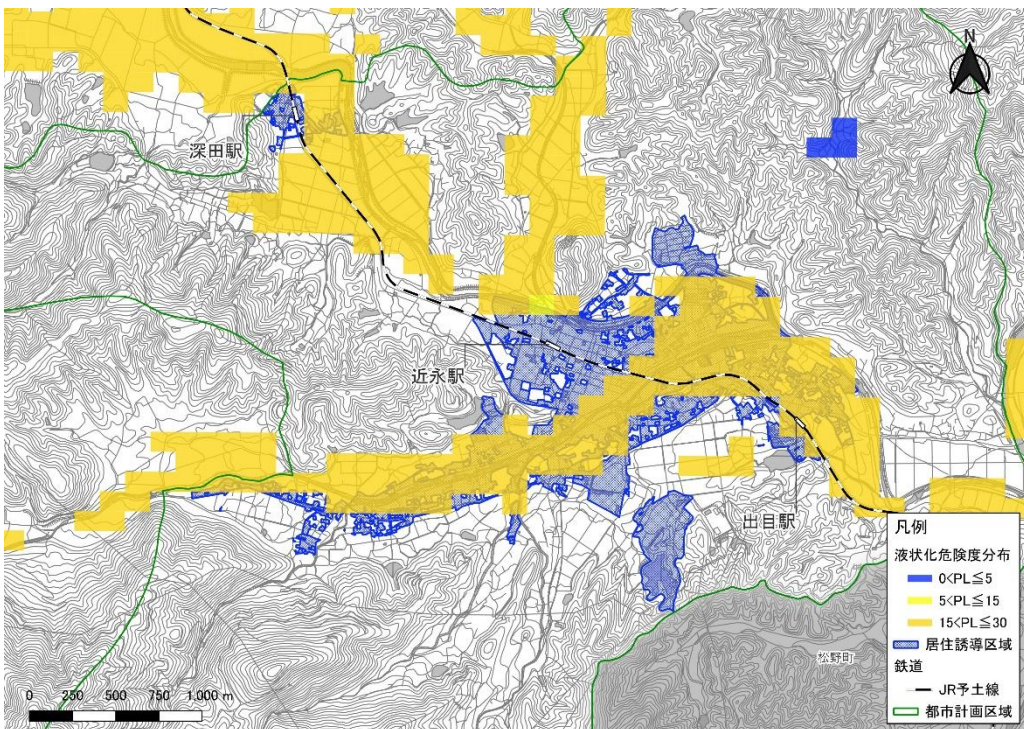 N
深田駅
近永駅
出目駅
松野町
0 250 500 750 1,000 m
凡例
液状化危険度分布
0<PL≦5
5<PL≦15
15<PL≦30
居住誘導区域
鉄道
JR予土線
都市計画区域